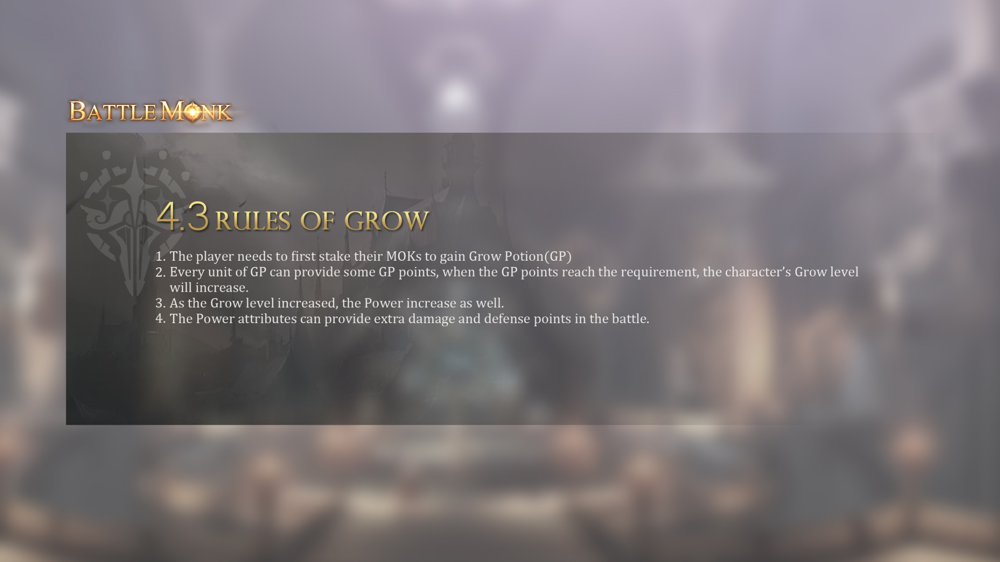 BATTLE MONK
4.3 RULES OF GROW
1. The player needs to first stake their MOKs to gain Grow Potion(GP)
2. Every unit of GP can provide some GP points, when the GP points reach the requirement, the character’s Grow level
will increase.
3. As the Grow level increased, the Power increase as well.
4. The Power attributes can provide extra damage and defense points in the battle.